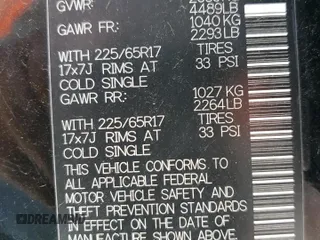 GVWR:
4489LB
GAWR FR: 1040 KG
2293LB
WITH 225/65R17 TIRES
17x7J RIMS AT 33 PSI
COLD SINGLE
GAWR RR: 1027 KG
2264LB
WITH 225/65R17 TIRES
17x7J RIMS AT 33 PSI
COLD SINGLE
THIS VEHICLE CONFORMS TO
ALL APPLICABLE FEDERAL
MOTOR VEHICLE SAFETY AND
THEFT PREVENTION STANDARDS
IN EFFECT ON THE DATE OF
MANUFACTURE SHOWN